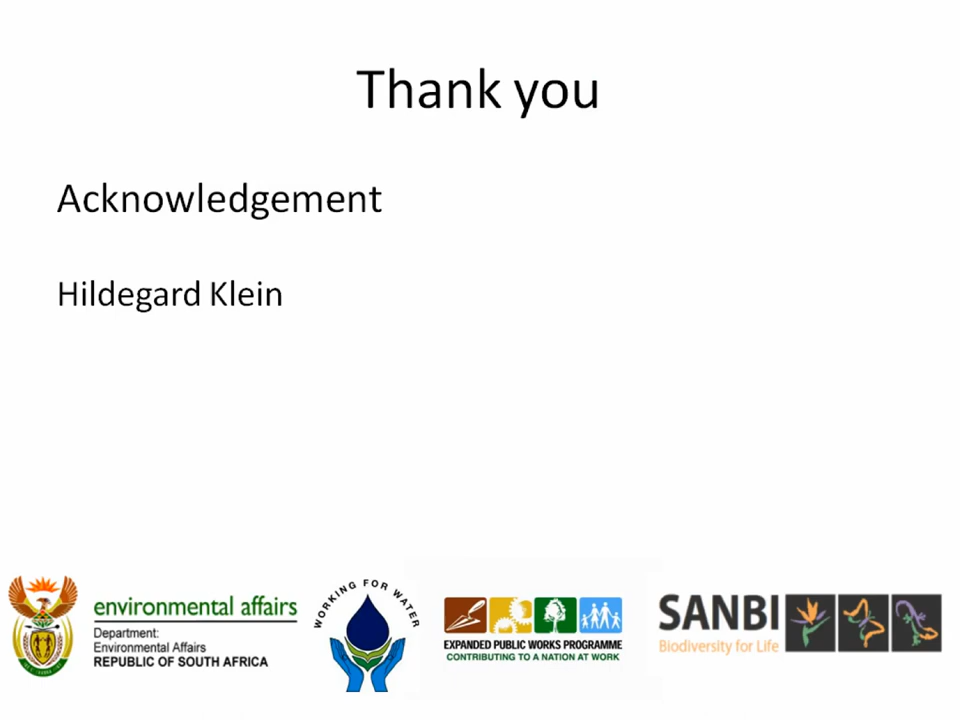 Thank you
Acknowledgement
Hildegard Klein
environmental affairs
Department:
Environmental Affairs
REPUBLIC OF SOUTH AFRICA
WORKING FOR WATER
EXPANDED PUBLIC WORKS PROGRAMME
CONTRIBUTING TO A NATION AT WORK
SANBI
Biodiversity for Life